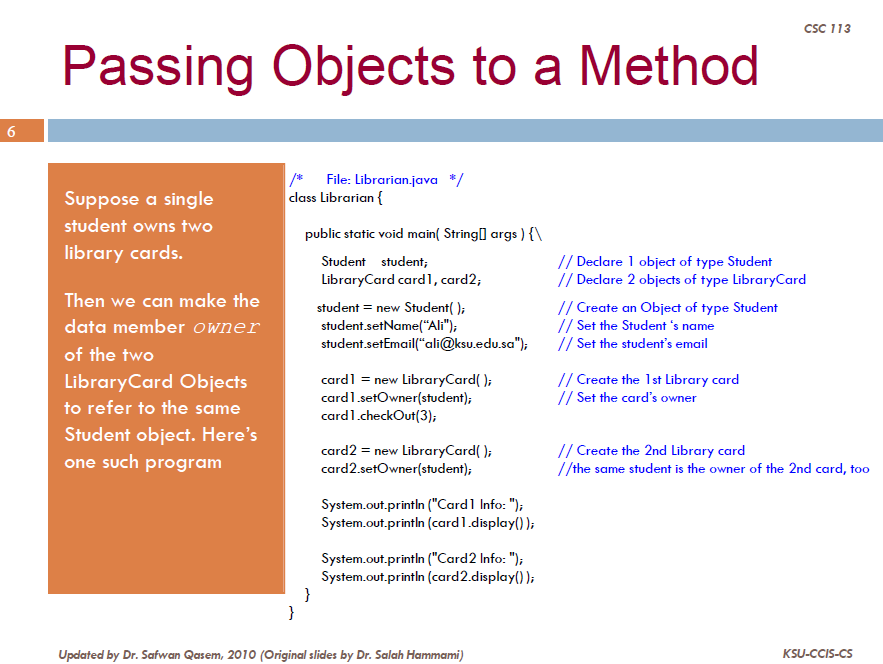 CSC 113
Passing Objects to a Method
6
Suppose a single
student owns two
library cards.
Then we can make the
data member owner
of the two
LibraryCard Objects
to refer to the same
Student object. Here’s
one such program
/* File: Librarian.java */
class Librarian {
public static void main( String[] args ) {\
Student student; // Declare 1 object of type Student
LibraryCard card1, card2; // Declare 2 objects of type LibraryCard
student = new Student( ); // Create an Object of type Student
student.setName(“Ali"); // Set the Student ‘s name
student.setEmail(“ali@ksu.edu.sa"); // Set the student’s email
card1 = new LibraryCard( ); // Create the 1st Library card
card1.setOwner(student); // Set the card’s owner
card1.checkOut(3);
card2 = new LibraryCard( ); // Create the 2nd Library card
card2.setOwner(student); //the same student is the owner of the 2nd card, too
System.out.println ("Card1 Info: ");
System.out.println (card1.display() );
System.out.println ("Card2 Info: ");
System.out.println (card2.display() );
}
}
Updated by Dr. Safwan Qasem, 2010 (Original slides by Dr. Salah Hammami)
KSU-CCIS-CS